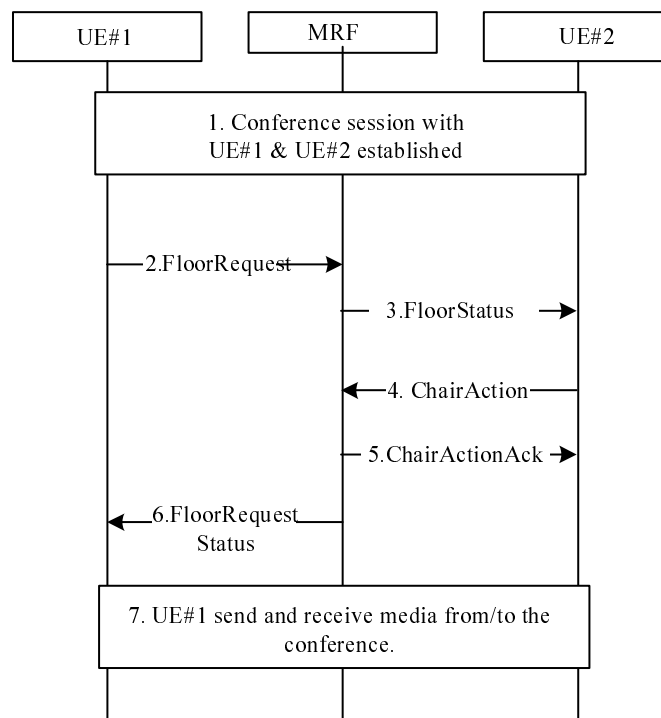 UE#1
MRF
UE#2
1. Conference session with
UE#1 & UE#2 established
2.FloorRequest
3.FloorStatus
4. ChairAction
5.ChairActionAck
6.FloorRequest
Status
7. UE#1 send and receive media from/to the
conference.